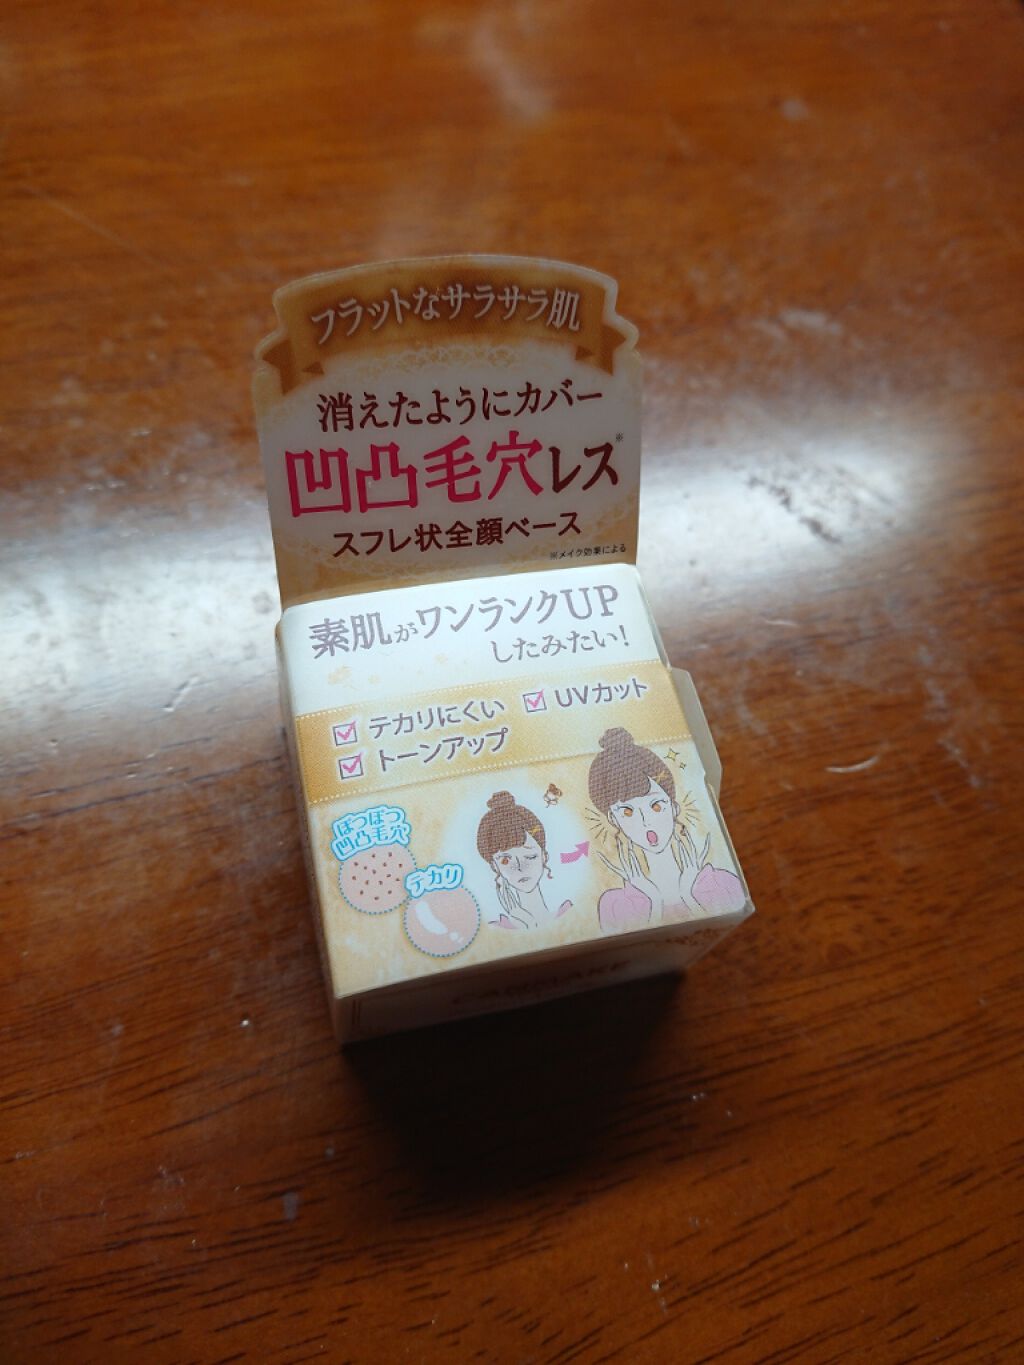 フラットなサラサラ肌
消えたようにカバー
凹凸毛穴レス※
スフレ状全顔ベース
※メイク効果による
素肌がワンランクUP
したみたい!
テカリにくい
UVカット
トーンアップ
ぽつぽつ
凹凸毛穴
テカリ
CANMAKE